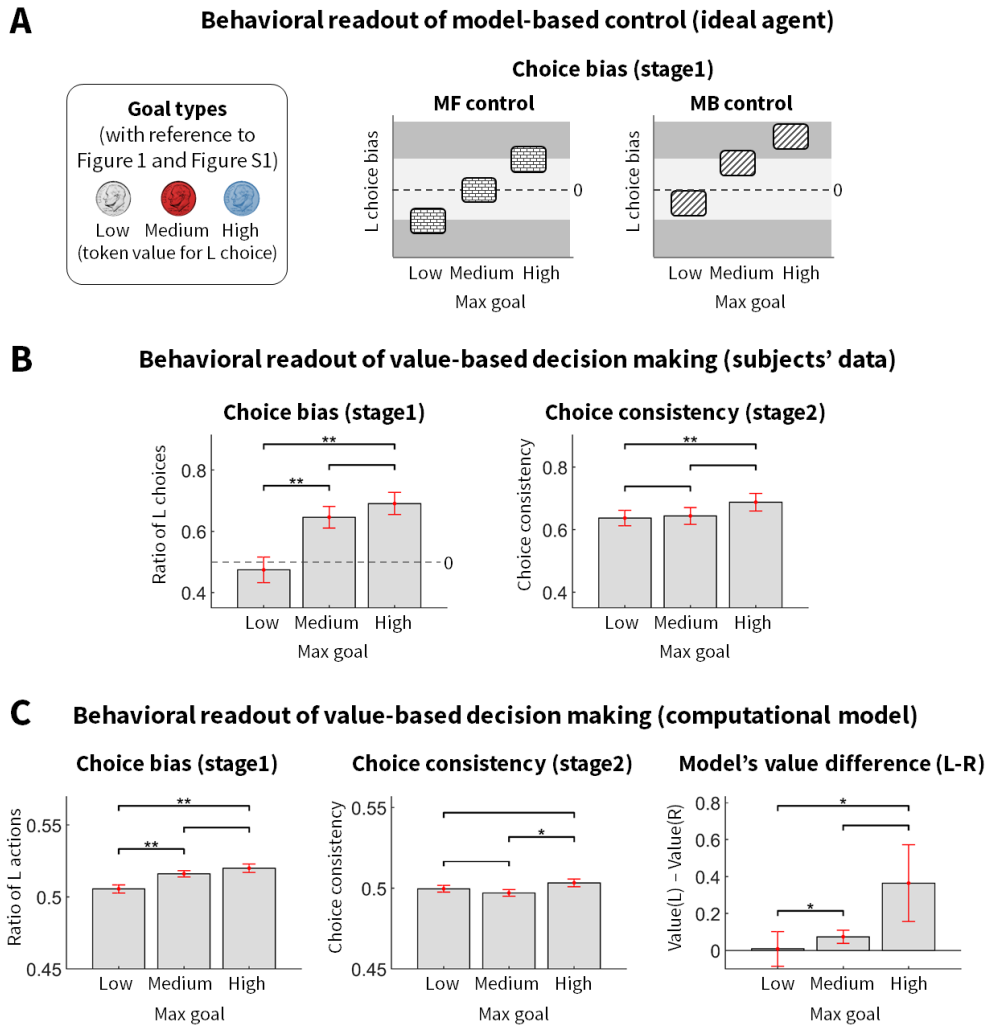 A
Behavioral readout of model-based control (ideal agent)
Goal types
(with reference to
Figure 1 and Figure S1)
Low Medium High
(token value for L choice)
Choice bias (stage1)
MF control
L choice bias
0
Low Medium High
Max goal
MB control
L choice bias
0
Low Medium High
Max goal
B
Behavioral readout of value-based decision making (subjects' data)
Choice bias (stage1)
Ratio of L choices
0.8
0.6
0.4
**
**
0
Low Medium High
Max goal
Choice consistency (stage2)
Choice consistency
0.8
0.6
0.4
**
Low Medium High
Max goal
C
Behavioral readout of value-based decision making (computational model)
Choice bias (stage1)
Ratio of L actions
0.55
0.5
0.45
**
**
Low Medium High
Max goal
Choice consistency (stage2)
Choice consistency
0.55
0.5
0.45
*
Low Medium High
Max goal
Model's value difference (L-R)
Value(L) – Value(R)
0.8
0.6
0.4
0.2
0
*
*
Low Medium High
Max goal